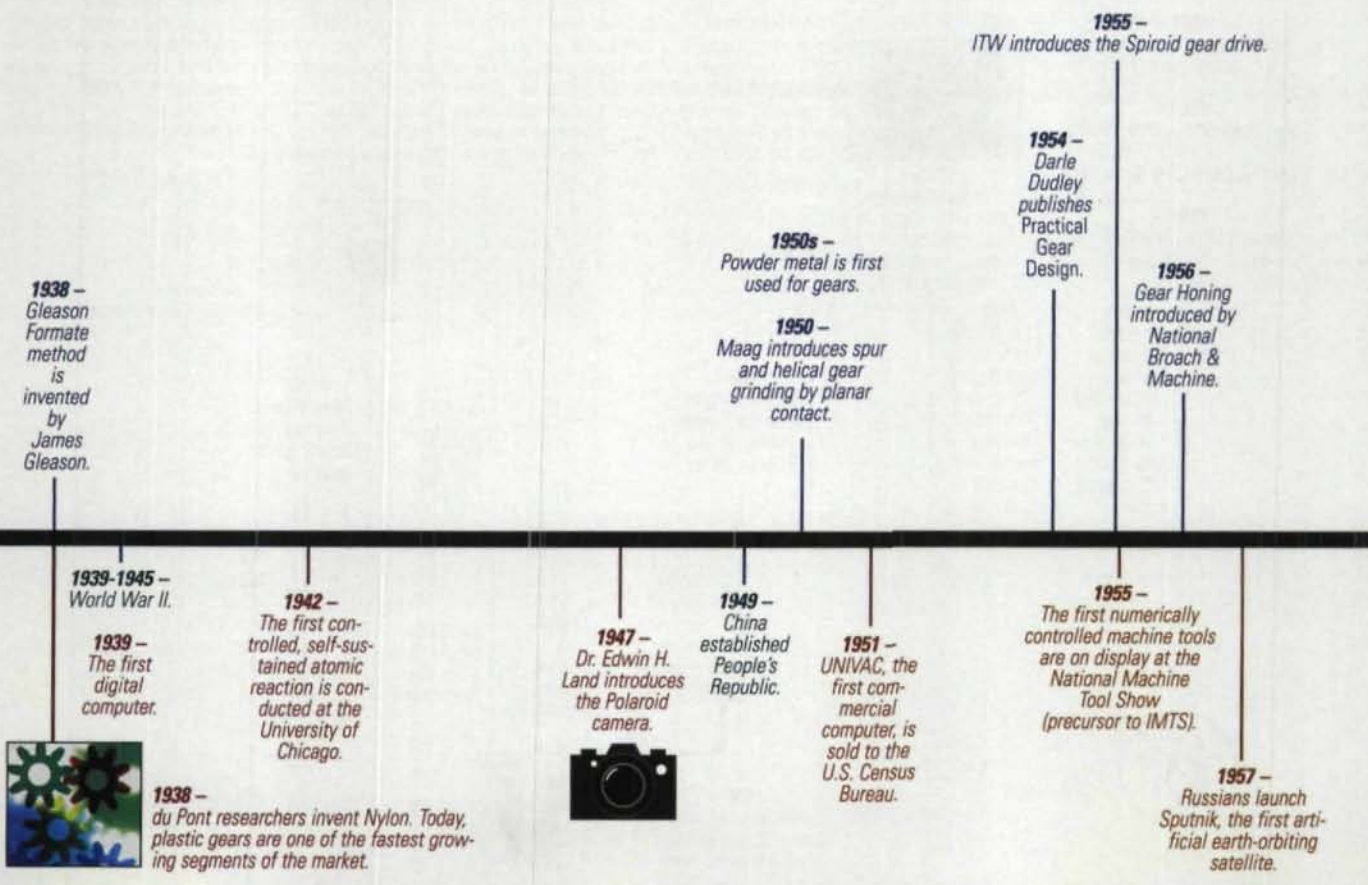 1955 –
ITW introduces the Spiroid gear drive.
1954 –
Darle
Dudley
publishes
Practical
Gear
Design.
1950s –
Powder metal is first
used for gears.
1956 –
Gear Honing
introduced by
National
Broach &
Machine.
1938 –
Gleason
Formate
method
is
invented
by
James
Gleason.
1950 –
Maag introduces spur
and helical gear
grinding by planar
contact.
1939-1945 –
World War II.
1939 –
The first
digital
computer.
1942 –
The first con-
trolled, self-sus-
tained atomic
reaction is con-
ducted at the
University of
Chicago.
1947 –
Dr. Edwin H.
Land introduces
the Polaroid
camera.
1949 –
China
established
People's
Republic.
1951 –
UNIVAC, the
first com-
mercial
computer, is
sold to the
U.S. Census
Bureau.
1955 –
The first numerically
controlled machine tools
are on display at the
National Machine
Tool Show
(precursor to IMTS).
1957 –
Russians launch
Sputnik, the first arti-
ficial earth-orbiting
satellite.
1938 –
du Pont researchers invent Nylon. Today,
plastic gears are one of the fastest grow-
ing segments of the market.